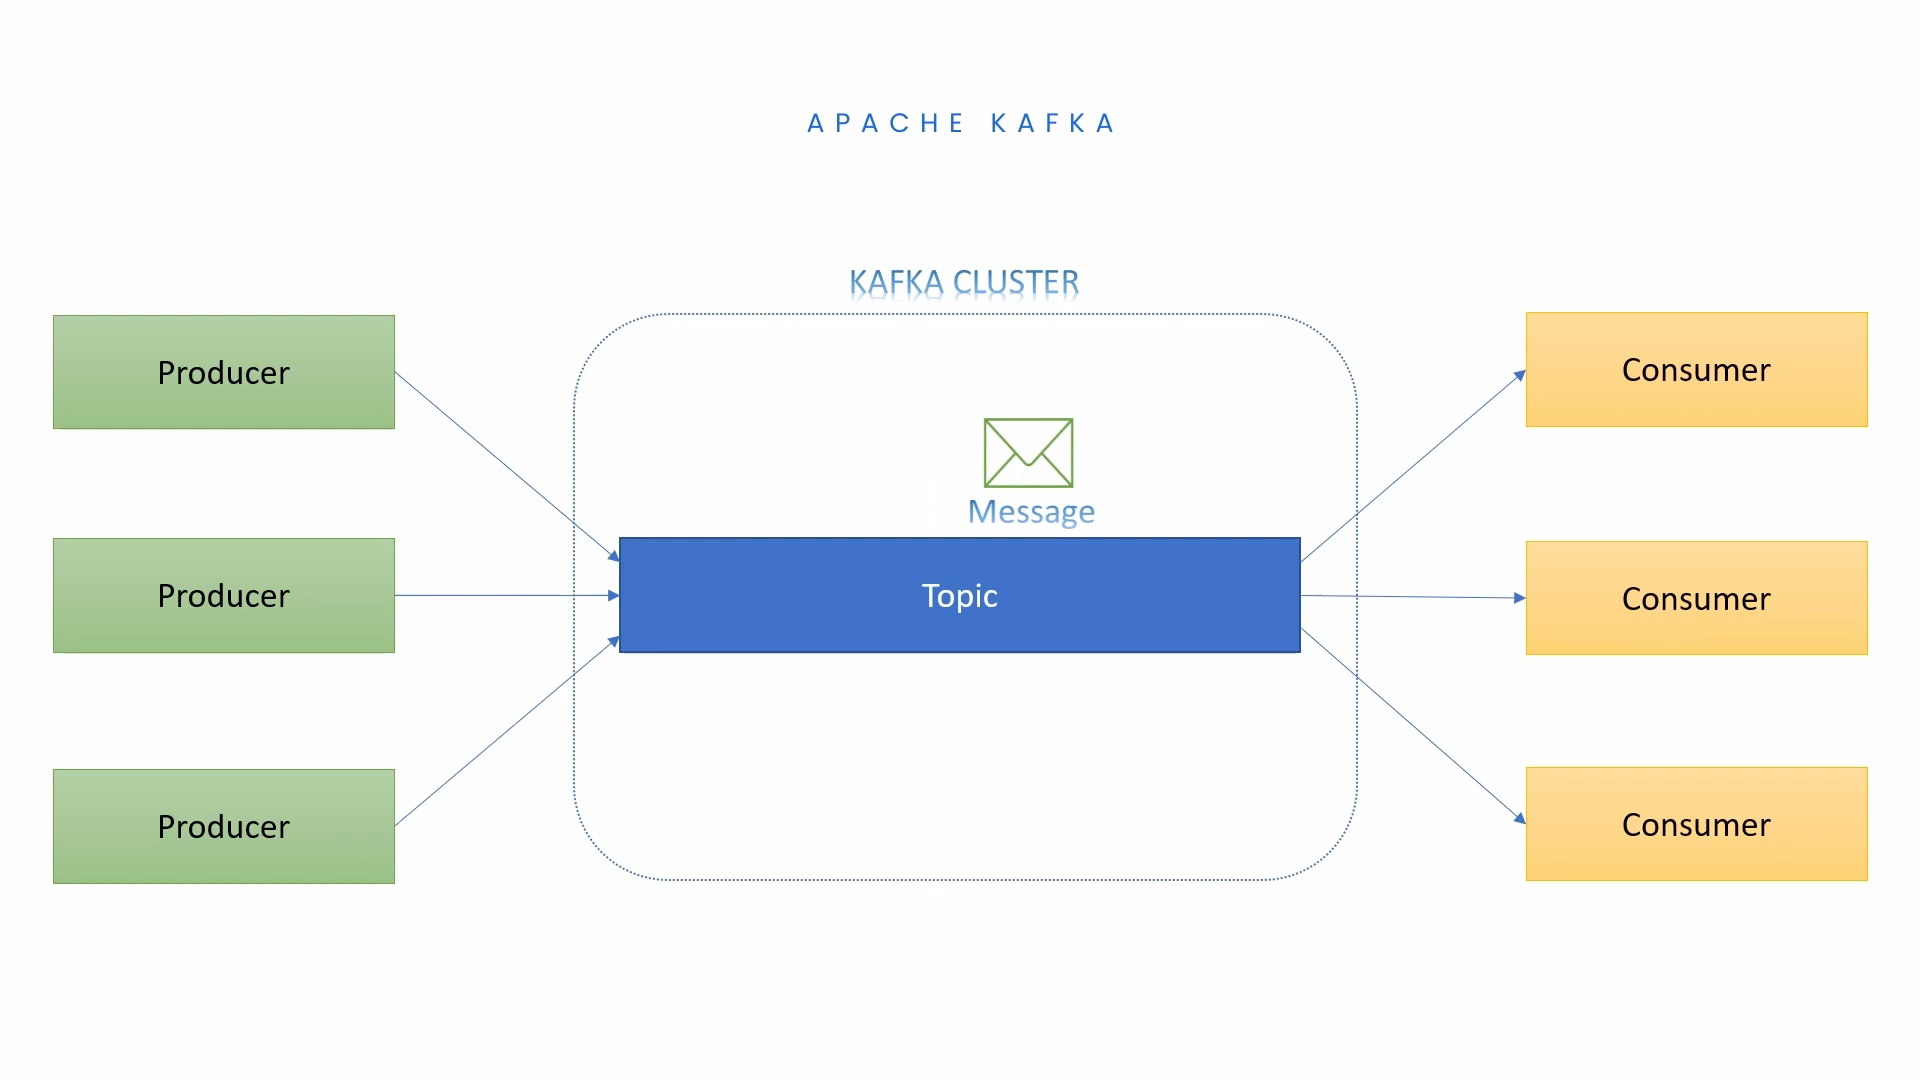 APACHE KAFKA
KAFKA CLUSTER
Producer
Consumer
Message
Producer
Topic
Consumer
Producer
Consumer